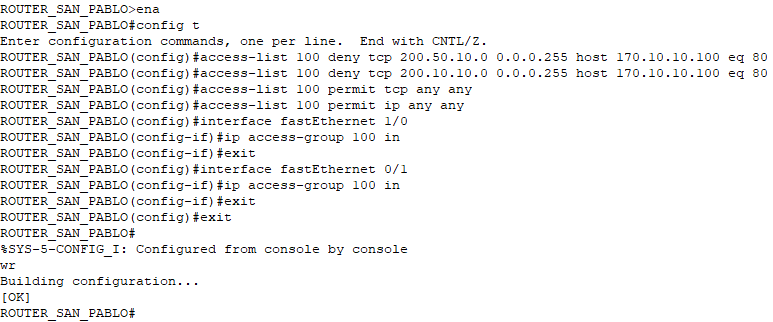 ROUTER_SAN_PABLO>ena
ROUTER_SAN_PABLO#config t
Enter configuration commands, one per line.  End with CNTL/Z.
ROUTER_SAN_PABLO(config)#access-list 100 deny tcp 200.50.10.0 0.0.0.255 host 170.10.10.100 eq 80
ROUTER_SAN_PABLO(config)#access-list 100 deny tcp 200.10.10.0 0.0.0.255 host 170.10.10.100 eq 80
ROUTER_SAN_PABLO(config)#access-list 100 permit tcp any any
ROUTER_SAN_PABLO(config)#access-list 100 permit ip any any
ROUTER_SAN_PABLO(config)#interface fastEthernet 1/0
ROUTER_SAN_PABLO(config-if)#ip access-group 100 in
ROUTER_SAN_PABLO(config-if)#exit
ROUTER_SAN_PABLO(config)#interface fastEthernet 0/1
ROUTER_SAN_PABLO(config-if)#ip access-group 100 in
ROUTER_SAN_PABLO(config-if)#exit
ROUTER_SAN_PABLO(config)#exit
ROUTER_SAN_PABLO#
%SYS-5-CONFIG_I: Configured from console by console
wr
Building configuration...
[OK]
ROUTER_SAN_PABLO#